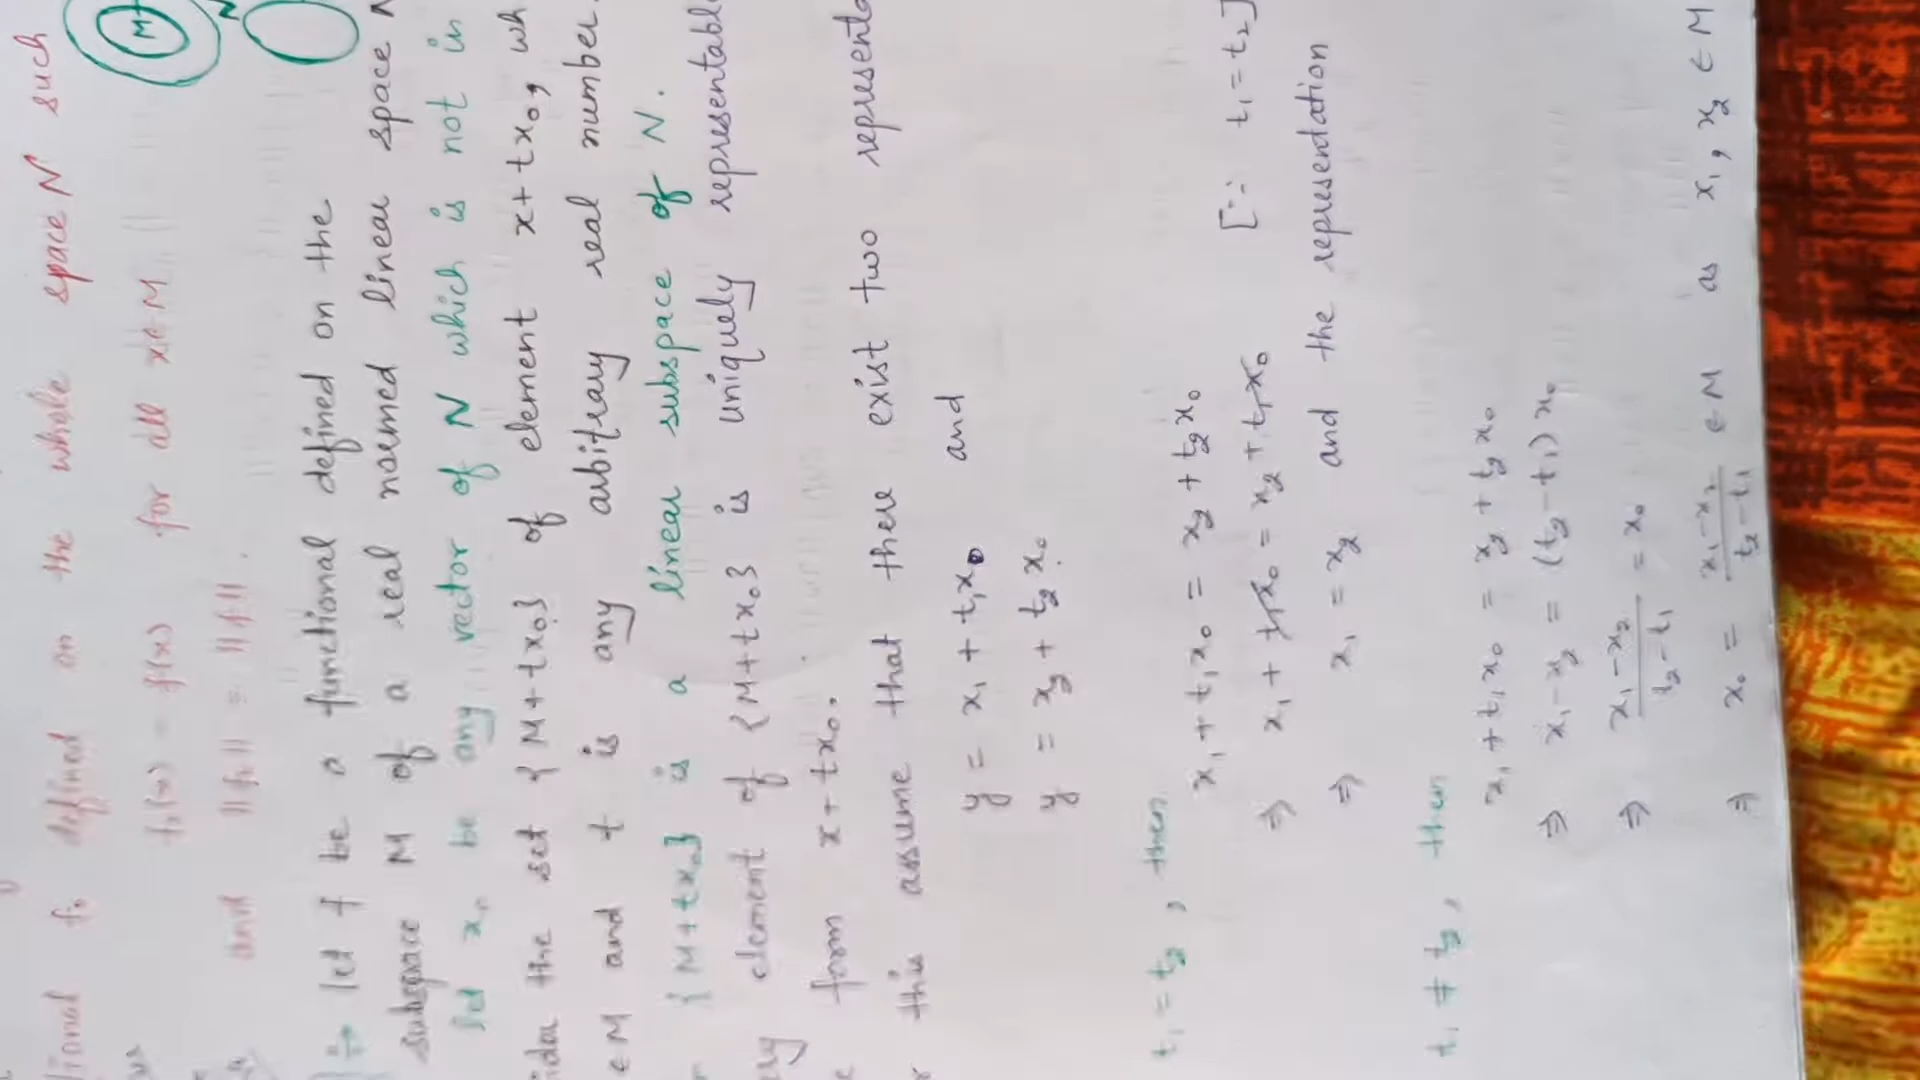 tional f₀ defined on the whole space N such
f₀(x) = f(x) for all x∈M
and ||f₀|| = ||f||.
M
N
let f be a functional defined on the
subspace M of a real normed linear space N
let x₀ be any vector of N which is not in
the set {M+tx₀} of element x+tx₀, wh
∈M and t is any arbitrary real number.
{M+tx₀} is a linear subspace of N.
element of {M+tx₀} is uniquely representable
form x+tx₀.
this assume that there exist two representa
y = x₁ + t₁x₀ and
y = x₂ + t₂x₀.
t₁ = t₂, then
x₁ + t₁x₀ = x₂ + t₂x₀
⇒ x₁ + t₁x₀ = x₂ + t₁x₀ [∵ t₁ = t₂]
⇒ x₁ = x₂ and the representation
t₁ ≠ t₂, then
x₁ + t₁x₀ = x₂ + t₂x₀
⇒ x₁ - x₂ = (t₂ - t₁)x₀
⇒ x₁-x₂/t₂-t₁ = x₀
⇒ x₀ = x₁-x₂/t₂-t₁ ∈ M as x₁, x₂ ∈ M